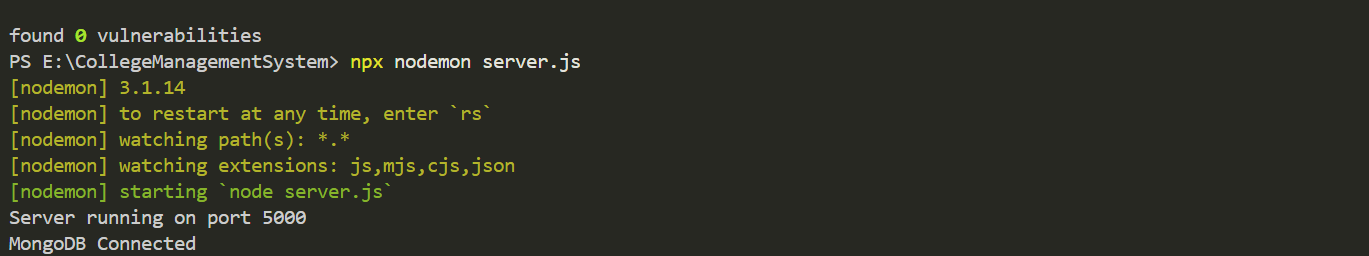 found 0 vulnerabilities
PS E:\CollegeManagementSystem> npx nodemon server.js
[nodemon] 3.1.14
[nodemon] to restart at any time, enter `rs`
[nodemon] watching path(s): *.*
[nodemon] watching extensions: js,mjs,cjs,json
[nodemon] starting `node server.js`
Server running on port 5000
MongoDB Connected